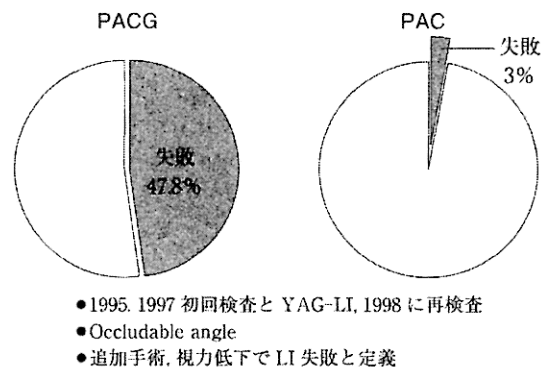 PACG
PAC
失敗
3%
失敗
47.8%
●1995, 1997 初回検査と YAG-LI, 1998 に再検査
●Occludable angle
●追加手術, 視力低下で LI 失敗と定義